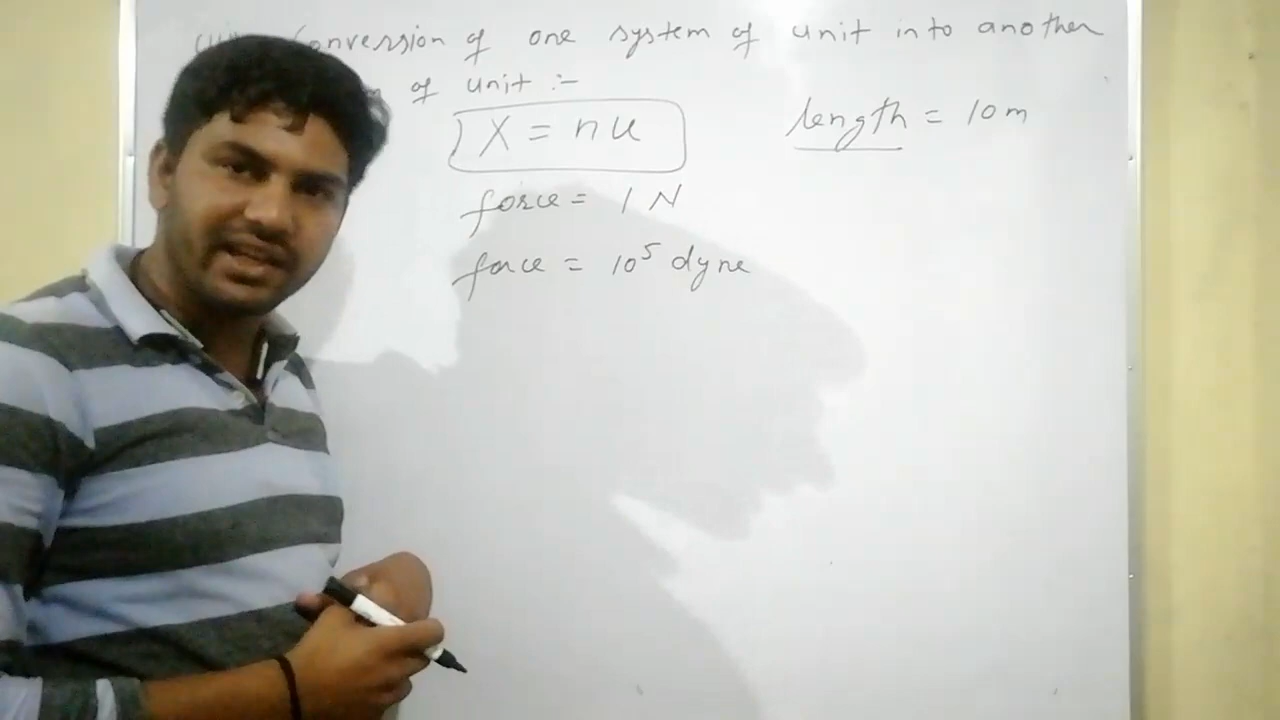 Conversion of one system of unit into another
of unit :-
X = nu
length = 10 m
force = 1 N
force = 10⁵ dyne